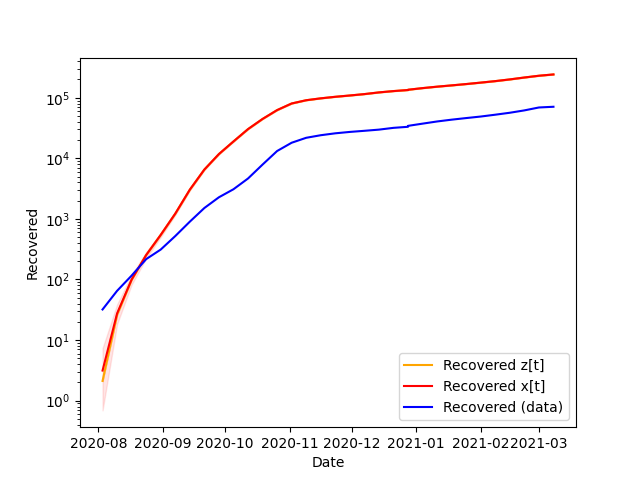 10^5
10^4
10^3
10^2
10^1
10^0
Recovered
Recovered z[t]
Recovered x[t]
Recovered (data)
2020-08 2020-09 2020-10 2020-11 2020-12 2021-01 2021-02 2021-03
Date